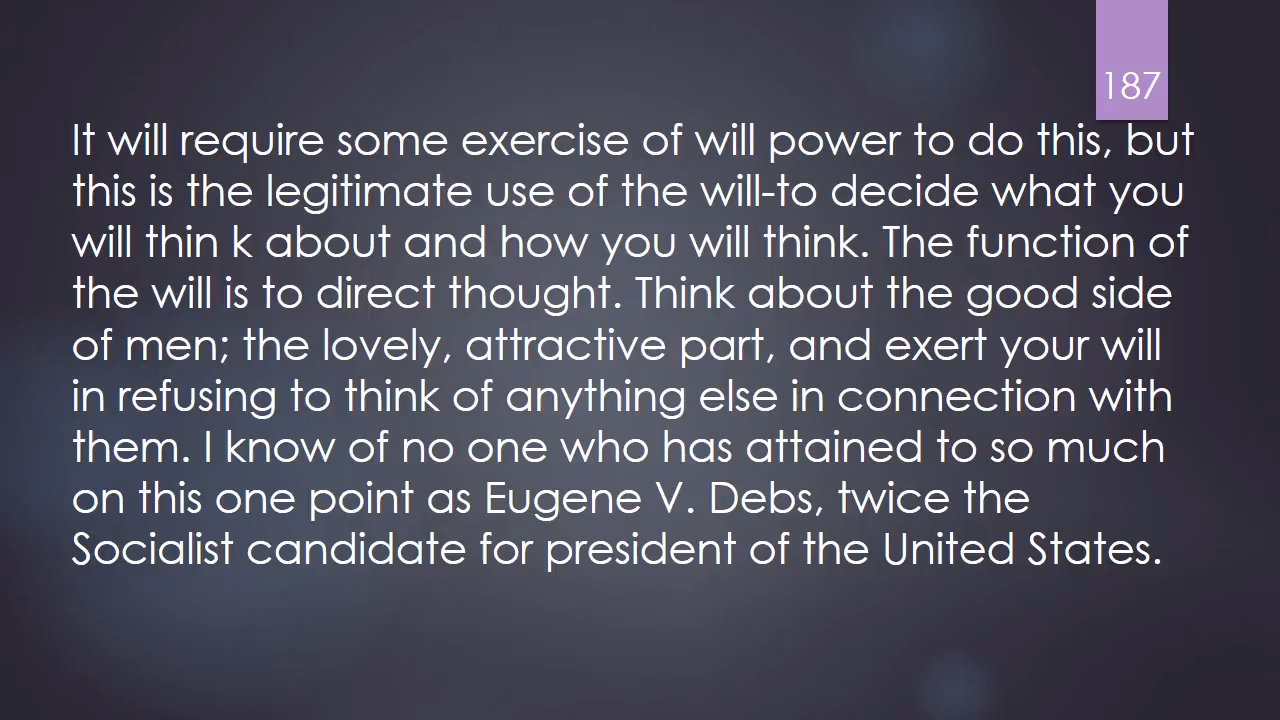 187
It will require some exercise of will power to do this, but
this is the legitimate use of the will-to decide what you
will thin k about and how you will think. The function of
the will is to direct thought. Think about the good side
of men; the lovely, attractive part, and exert your will
in refusing to think of anything else in connection with
them. I know of no one who has attained to so much
on this one point as Eugene V. Debs, twice the
Socialist candidate for president of the United States.